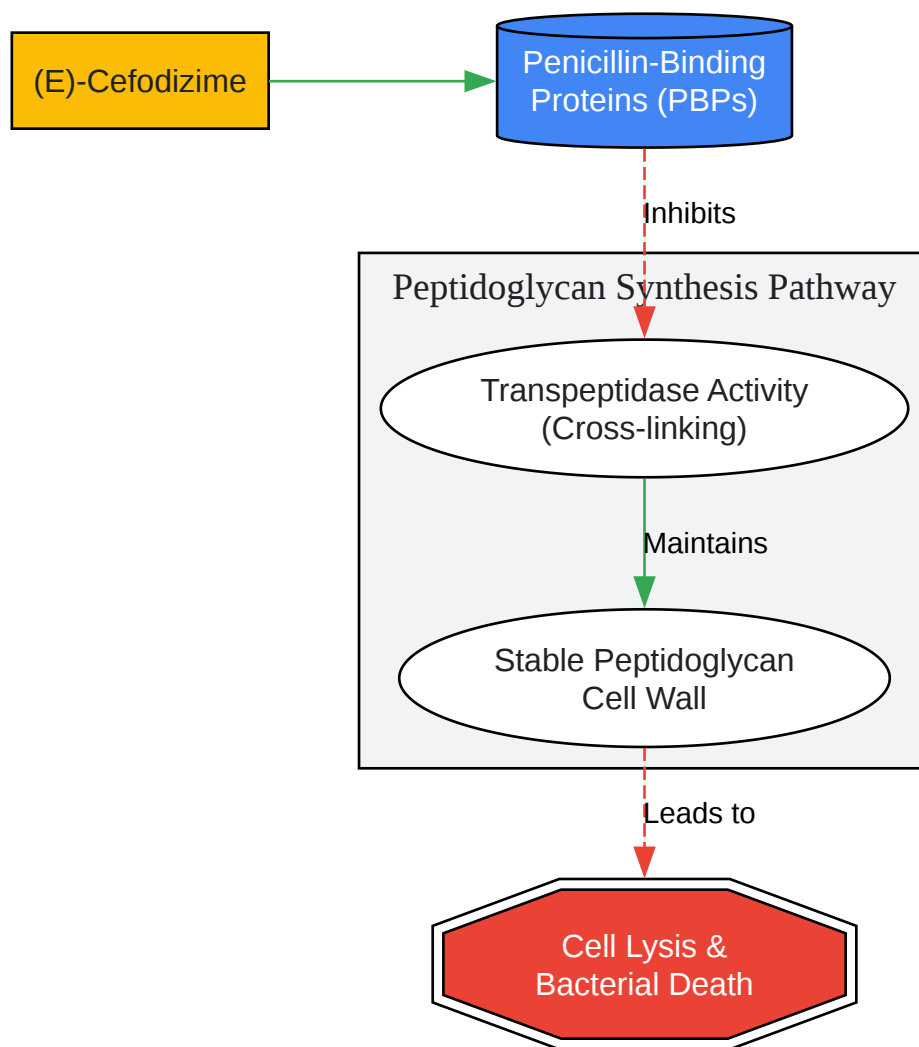 (E)-Cefodizime
Penicillin-Binding
Proteins (PBPs)
Inhibits
Peptidoglycan Synthesis Pathway
Transpeptidase Activity
(Cross-linking)
Maintains
Stable Peptidoglycan
Cell Wall
Leads to
Cell Lysis &
Bacterial Death